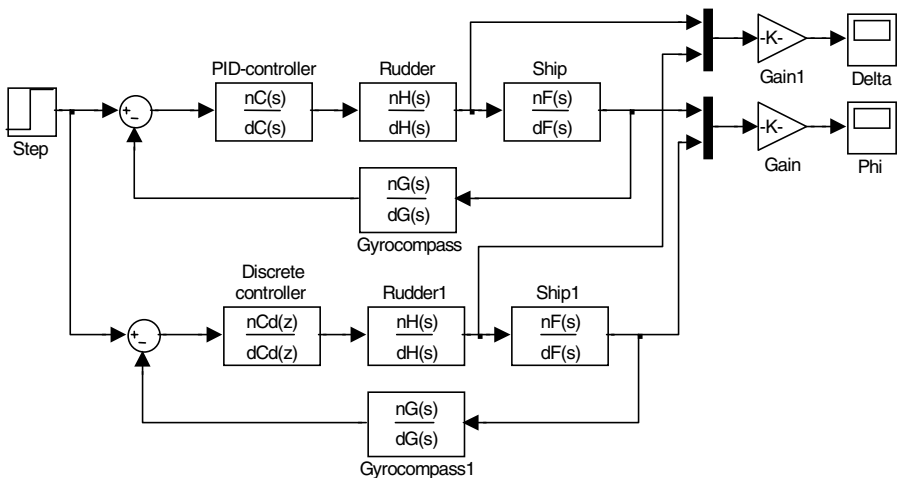 PID-controller
Rudder
Ship
Gain1
Delta
-K-
nC(s)
dC(s)
nH(s)
dH(s)
nF(s)
dF(s)
+
−
Step
-K-
Gain
Phi
nG(s)
dG(s)
Gyrocompass
Discrete
controller
Rudder1
Ship1
nCd(z)
dCd(z)
nH(s)
dH(s)
nF(s)
dF(s)
+
−
nG(s)
dG(s)
Gyrocompass1